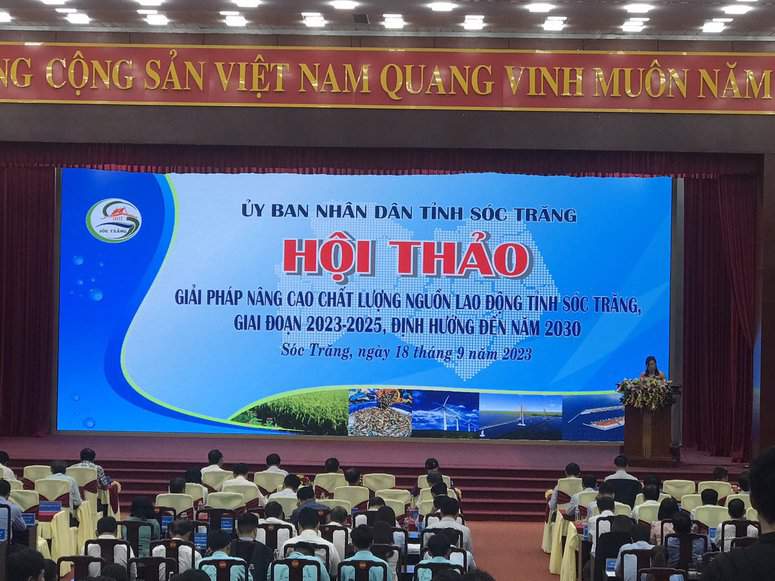 NG CỘNG SẢN VIỆT NAM QUANG VINH MUÔN NĂM
SÓC TRĂNG
ỦY BAN NHÂN DÂN TỈNH SÓC TRĂNG
HỘI THẢO
GIẢI PHÁP NÂNG CAO CHẤT LƯỢNG NGUỒN LAO ĐỘNG TỈNH SÓC TRĂNG,
GIAI ĐOẠN 2023-2025, ĐỊNH HƯỚNG ĐẾN NĂM 2030
Sóc Trăng, ngày 18 tháng 9 năm 2023